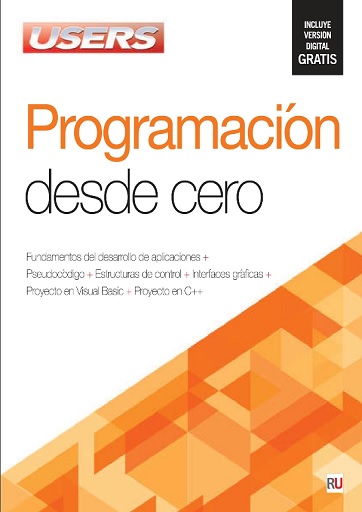 USERS
INCLUYE
VERSION
DIGITAL
GRATIS
Programación
desde cero
Fundamentos del desarrollo de aplicaciones +
Pseudocódigo + Estructuras de control + Interfaces gráficas +
Proyecto en Visual Basic + Proyecto en C++
RU